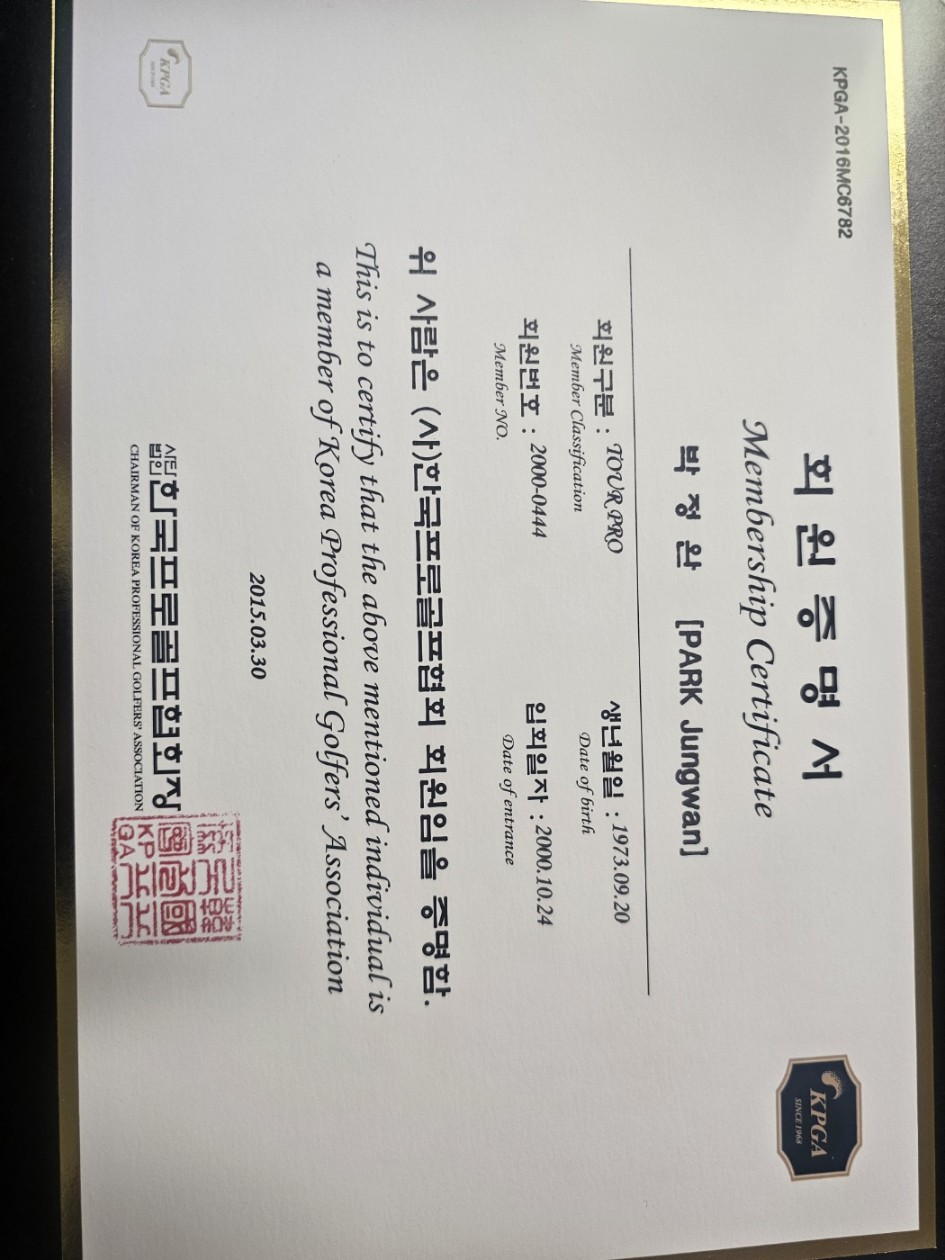 KPGA-2016MC6782
KPGA
SINCE 1968
회 원 증 명 서
Membership Certificate
박 정 완 [PARK Jungwan]
회원구분 : TOUR PRO 생년월일 : 1973.09.20
Member Classification Date of birth
회원번호 : 2000-0444 입회일자 : 2000.10.24
Member NO. Date of entrance
위 사람은 (사)한국프로골프협회 회원임을 증명함.
This is to certify that the above mentioned individual is
a member of Korea Professional Golfers' Association
2015.03.30
사단법인 한국프로골프협회장
CHAIRMAN OF KOREA PROFESSIONAL GOLFERS' ASSOCIATION
KP
GA
KPGA